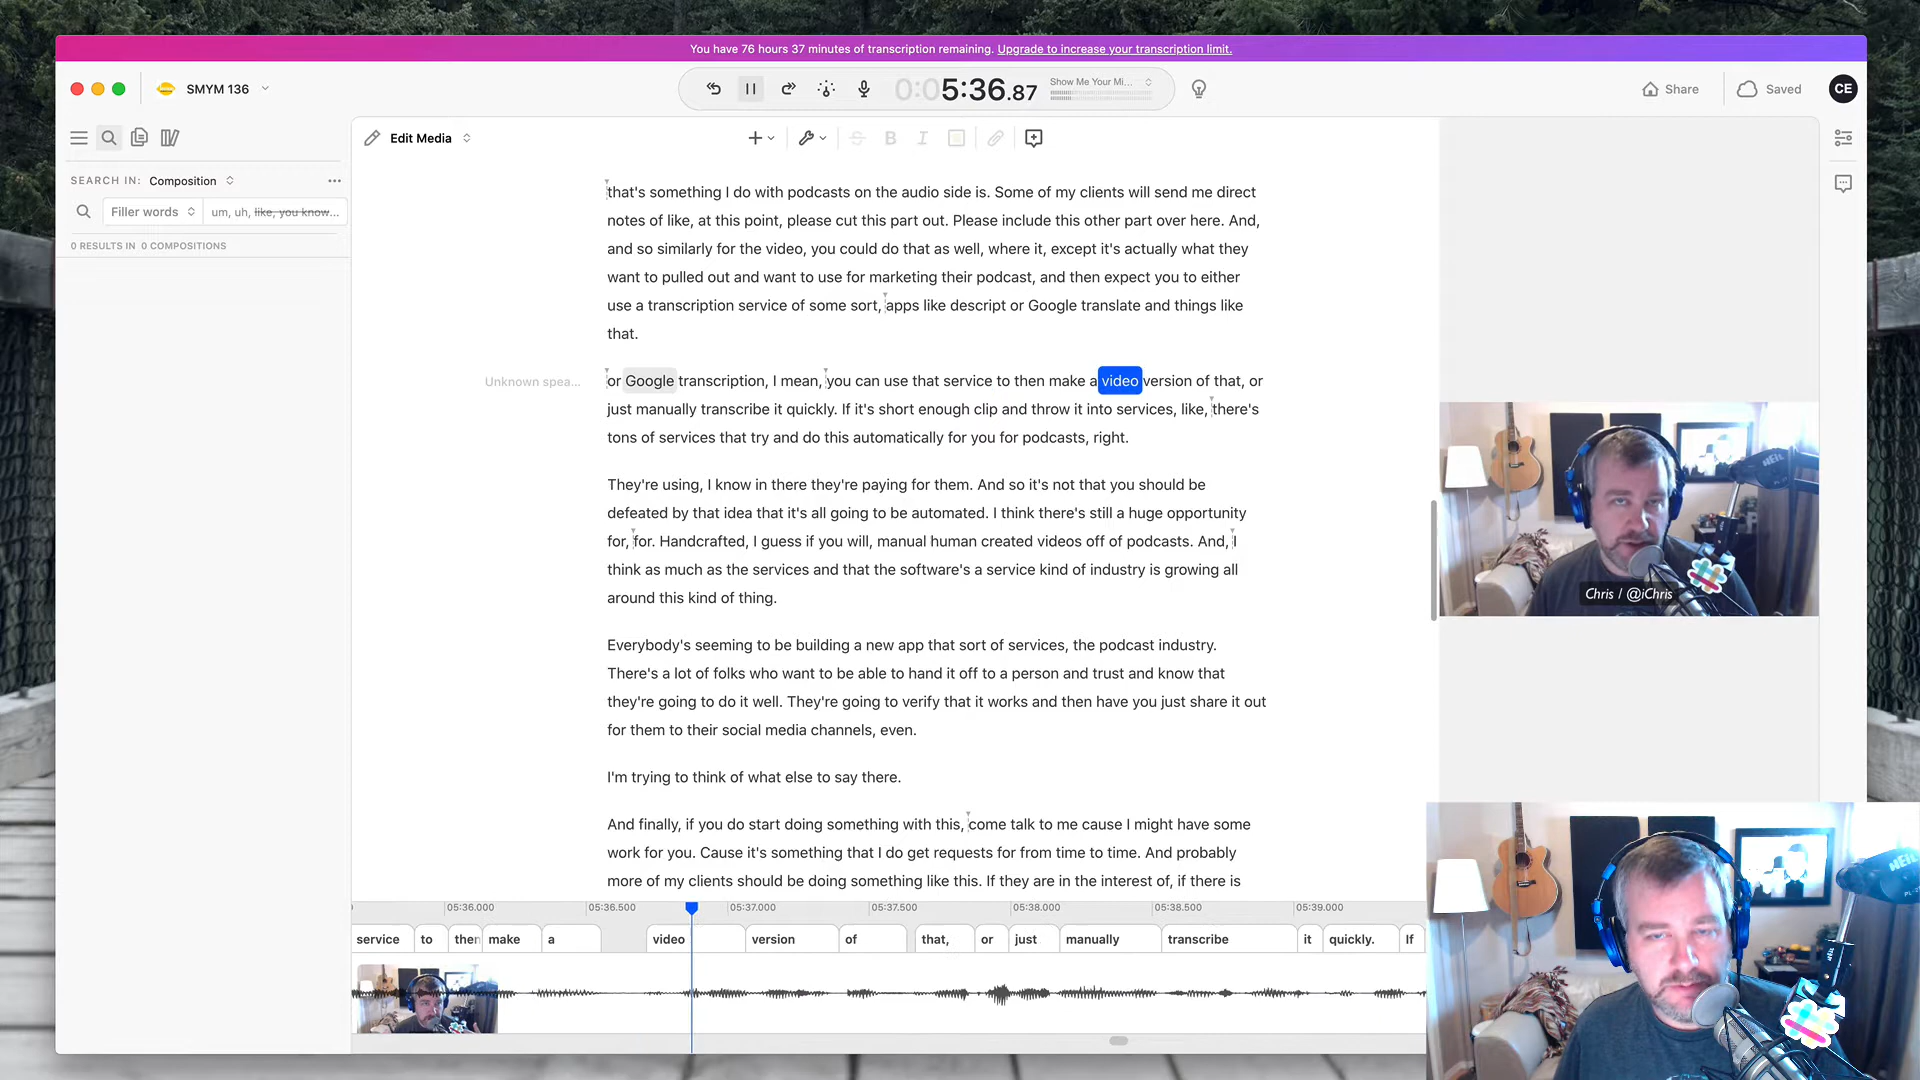 You have 76 hours 37 minutes of transcription remaining. Upgrade to increase your transcription limit.
SMYM 136
0:05:36.87
Show Me Your Mi...
Share
Saved
CE
Edit Media
SEARCH IN: Composition
Filler words
um, uh, like, you know...
0 RESULTS IN 0 COMPOSITIONS
that's something I do with podcasts on the audio side is. Some of my clients will send me direct
notes of like, at this point, please cut this part out. Please include this other part over here. And,
and so similarly for the video, you could do that as well, where it, except it's actually what they
want to pulled out and want to use for marketing their podcast, and then expect you to either
use a transcription service of some sort, apps like descript or Google translate and things like
that.
Unknown spea...
or Google transcription, I mean, you can use that service to then make a video version of that, or
just manually transcribe it quickly. If it's short enough clip and throw it into services, like, there's
tons of services that try and do this automatically for you for podcasts, right.
They're using, I know in there they're paying for them. And so it's not that you should be
defeated by that idea that it's all going to be automated. I think there's still a huge opportunity
for, for. Handcrafted, I guess if you will, manual human created videos off of podcasts. And, I
think as much as the services and that the software's a service kind of industry is growing all
around this kind of thing.
Everybody's seeming to be building a new app that sort of services, the podcast industry.
There's a lot of folks who want to be able to hand it off to a person and trust and know that
they're going to do it well. They're going to verify that it works and then have you just share it out
for them to their social media channels, even.
I'm trying to think of what else to say there.
And finally, if you do start doing something with this, come talk to me cause I might have some
work for you. Cause it's something that I do get requests for from time to time. And probably
more of my clients should be doing something like this. If they are in the interest of, if there is
Chris / @iChris
05:36.000
05:36.500
05:37.000
05:37.500
05:38.000
05:38.500
05:39.000
service to then make a video version of that, or just manually transcribe it quickly. If